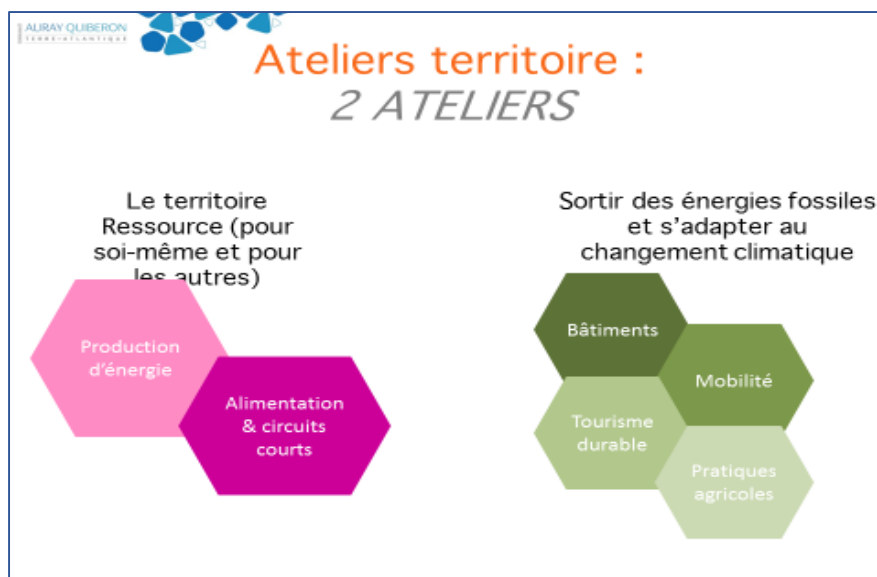 AURAY QUIBERON
TERRE ATLANTIQUE
Ateliers territoire :
2 ATELIERS
Le territoire
Ressource (pour
soi-même et pour
les autres)
Production
d'énergie
Alimentation
& circuits
courts
Sortir des énergies fossiles
et s'adapter au
changement climatique
Bâtiments
Mobilité
Tourisme
durable
Pratiques
agricoles